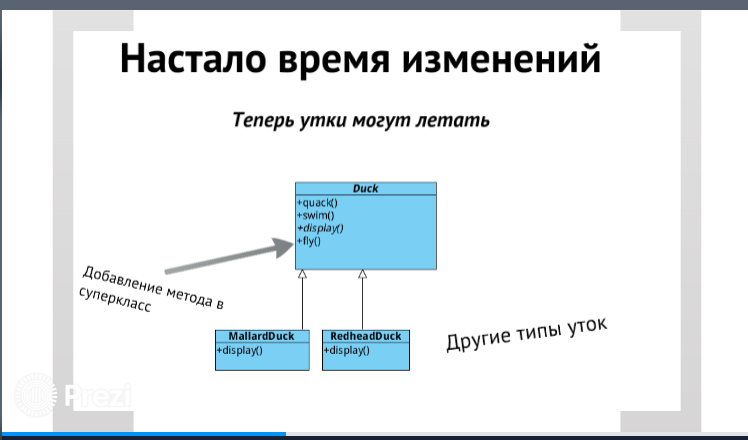 Настало время изменений
Теперь утки могут летать
Duck
+quack()
+swim()
+display()
+fly()
Добавление метода в
суперкласс
MallardDuck
+display()
RedheadDuck
+display()
Другие типы уток
Prezi